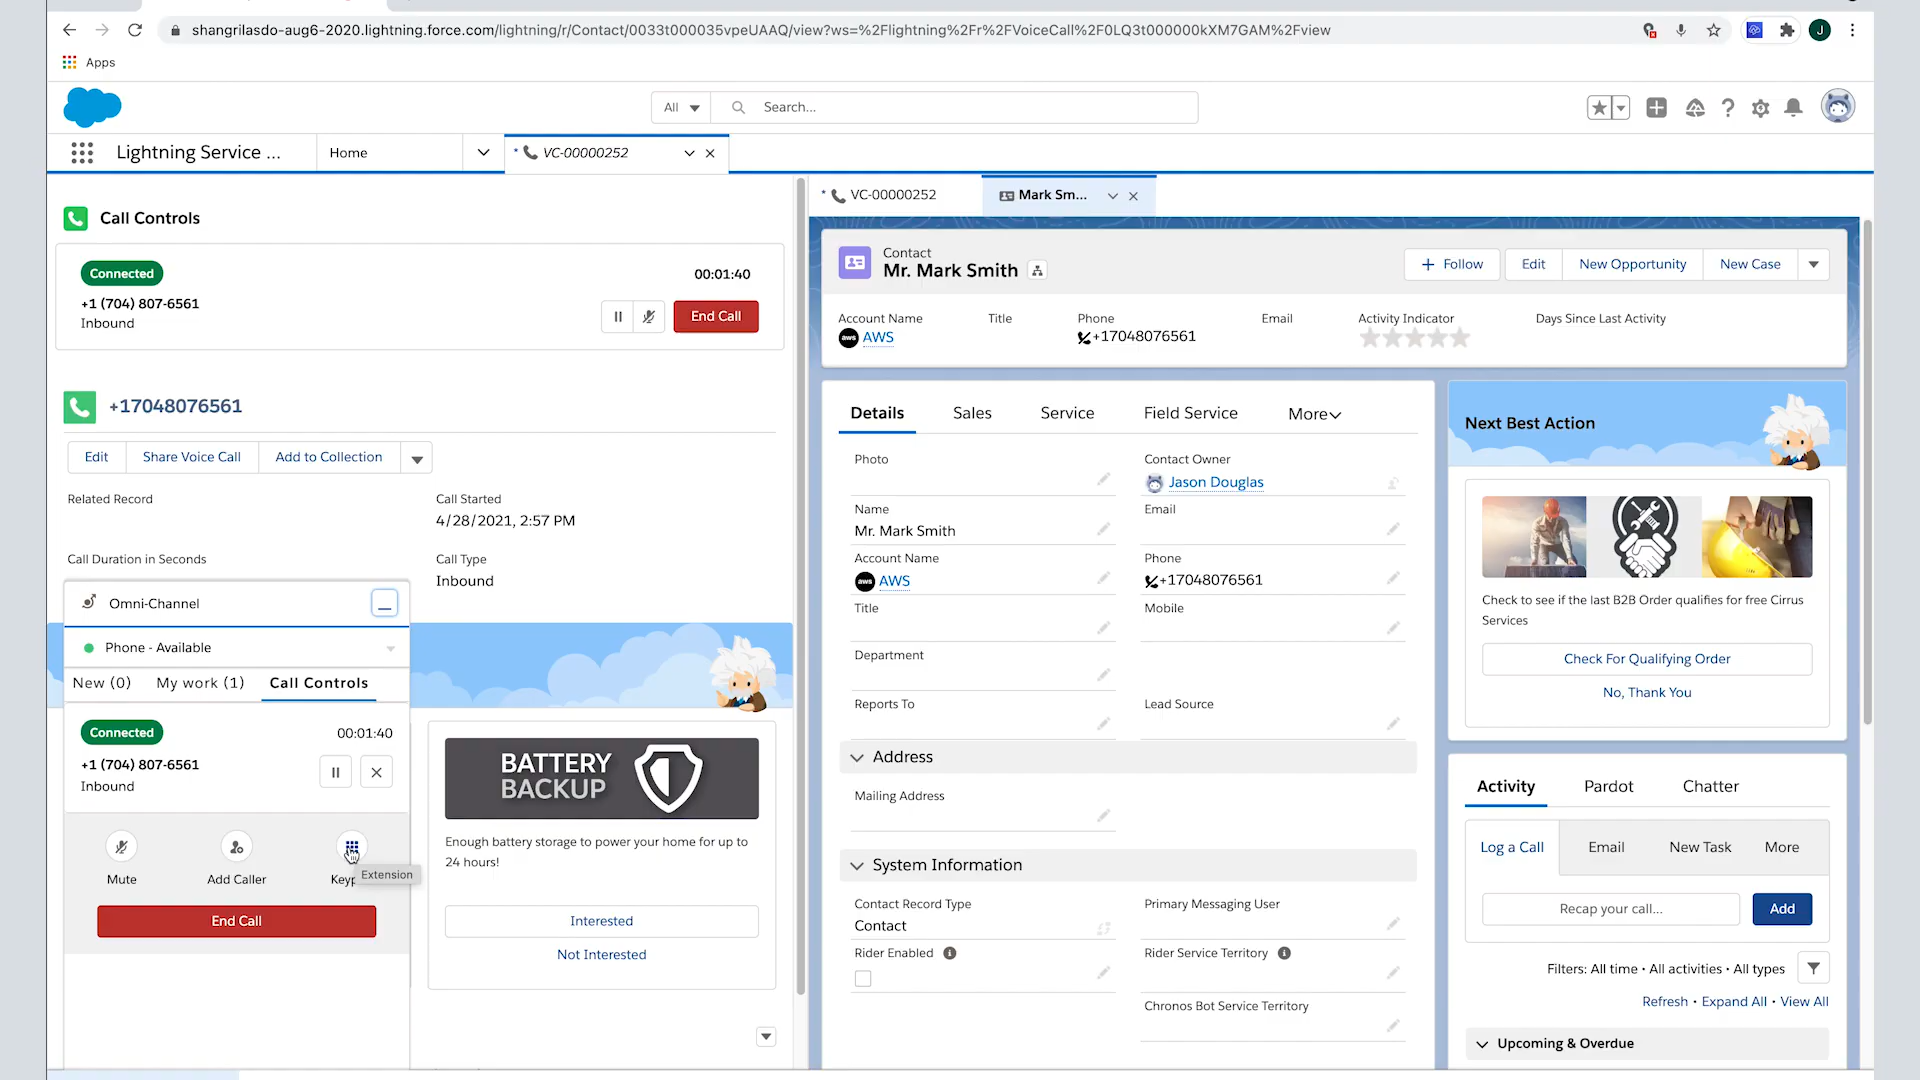 shangrilasdo-aug6-2020.lightning.force.com/lightning/r/Contact/0033t000035vpeUAAQ/view?ws=%2Flightning%2Fr%2FVoiceCall%2F0LQ3t000000kXM7GAM%2Fview
J
Apps
All
Search...
Lightning Service ...
Home
* VC-00000252
Call Controls
Connected
00:01:40
+1 (704) 807-6561
Inbound
End Call
+17048076561
Edit
Share Voice Call
Add to Collection
Related Record
Call Started
4/28/2021, 2:57 PM
Call Duration in Seconds
Call Type
Inbound
Omni-Channel
Phone - Available
New (0)
My work (1)
Call Controls
Connected
00:01:40
+1 (704) 807-6561
Inbound
Mute
Add Caller
Keyp
Extension
End Call
BATTERY
BACKUP
Enough battery storage to power your home for up to
24 hours!
Interested
Not Interested
* VC-00000252
Mark Sm...
Contact
Mr. Mark Smith
+ Follow
Edit
New Opportunity
New Case
Account Name
Title
Phone
Email
Activity Indicator
Days Since Last Activity
aws AWS
+17048076561
Details
Sales
Service
Field Service
More
Photo
Contact Owner
Jason Douglas
Name
Mr. Mark Smith
Email
Account Name
aws AWS
Phone
+17048076561
Title
Mobile
Department
Reports To
Lead Source
Address
Mailing Address
System Information
Contact Record Type
Contact
Primary Messaging User
Rider Enabled
Rider Service Territory
Chronos Bot Service Territory
Next Best Action
Check to see if the last B2B Order qualifies for free Cirrus
Services
Check For Qualifying Order
No, Thank You
Activity
Pardot
Chatter
Log a Call
Email
New Task
More
Recap your call...
Add
Filters: All time • All activities • All types
Refresh • Expand All • View All
Upcoming & Overdue